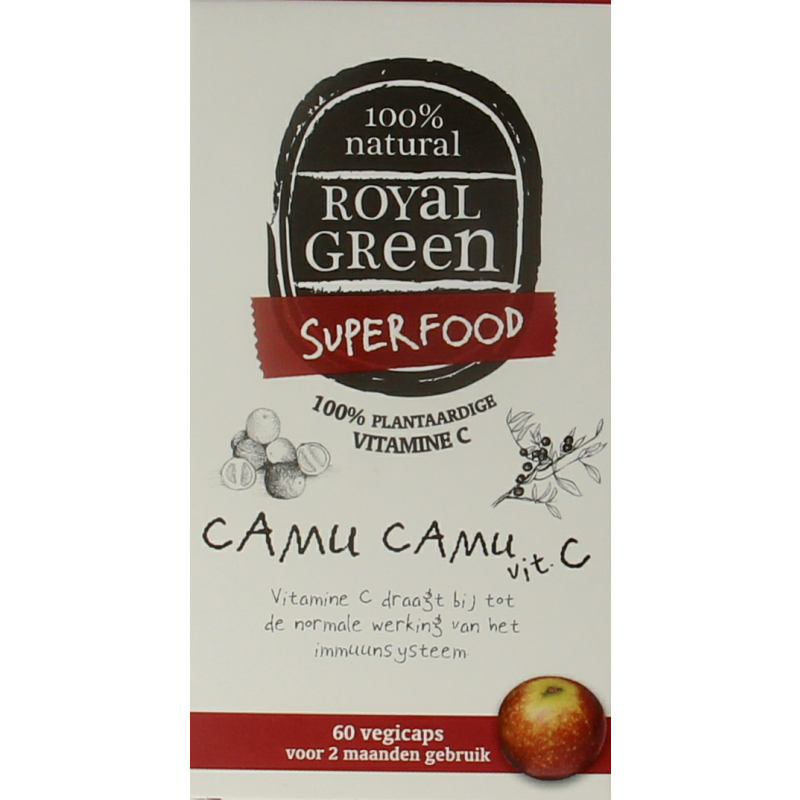 100%
natural
ROYaL
GReen
SUPERFOOD
100% PLANTAARDIGE
VITAMINE C
CAMU CAMU vit. C
Vitamine C draagt bij tot
de normale werking van het
immuunsysteem
60 vegicaps
voor 2 maanden gebruik